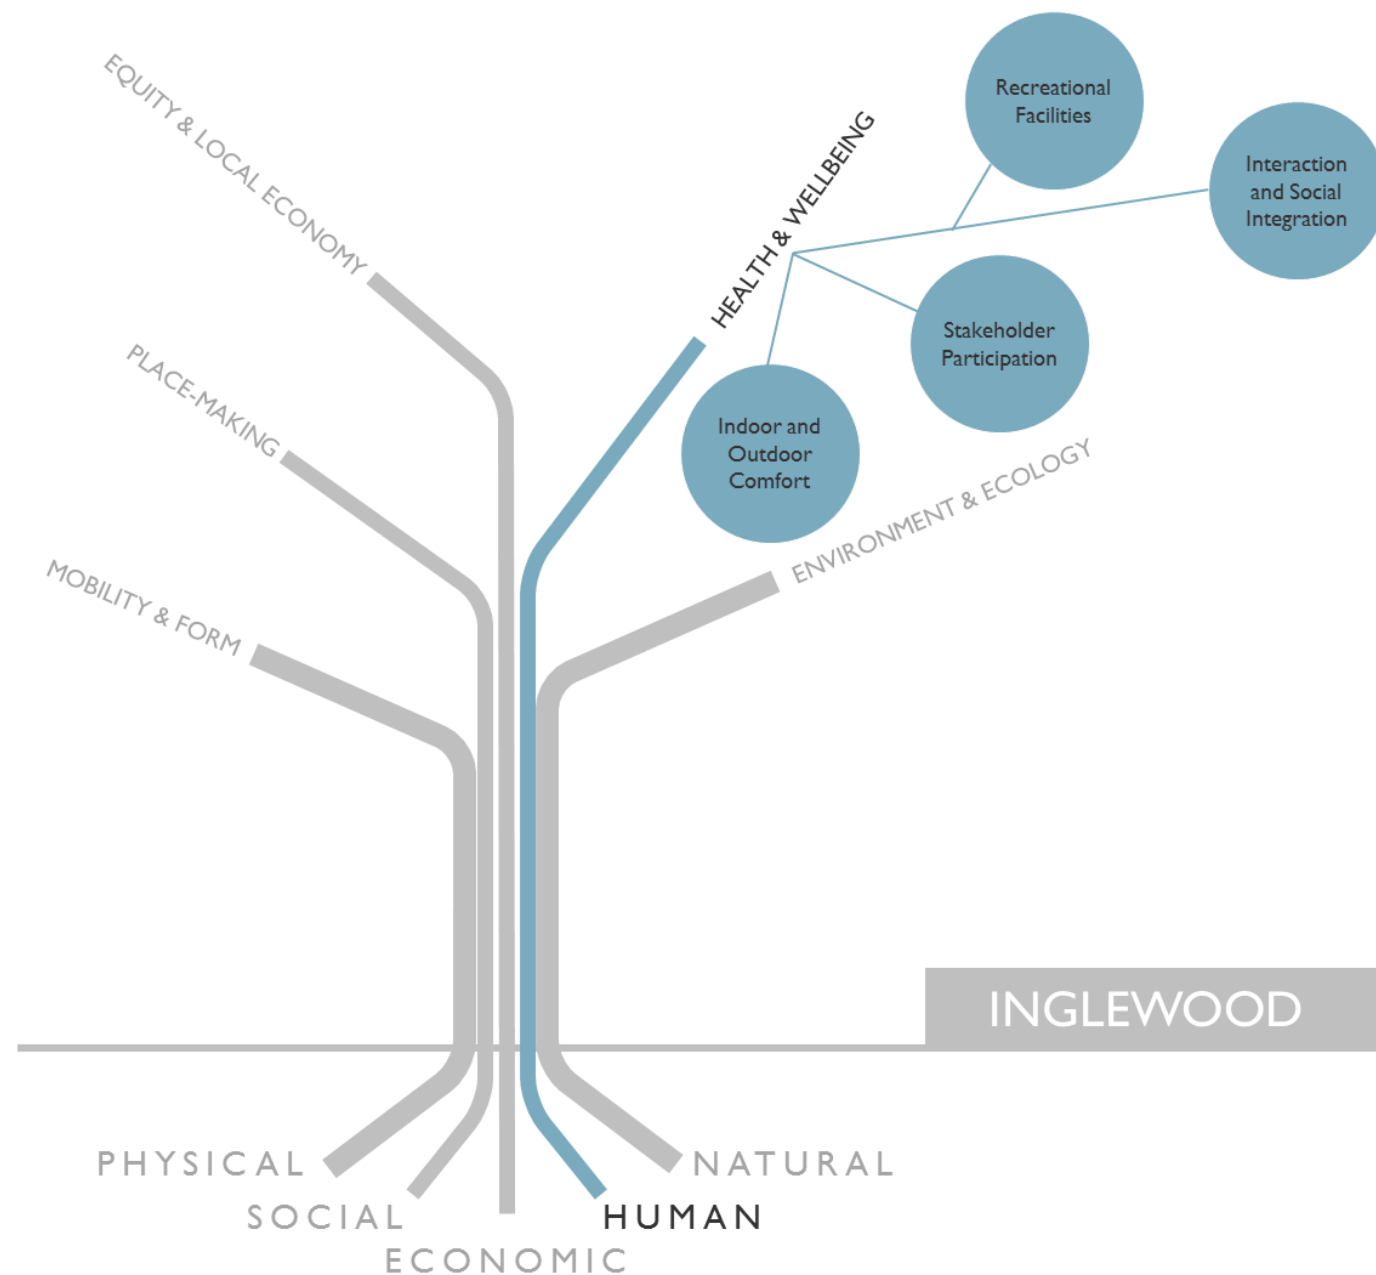 EQUITY & LOCAL ECONOMY
PLACE-MAKING
MOBILITY & FORM
HEALTH & WELLBEING
Recreational
Facilities
Interaction
and Social
Integration
Stakeholder
Participation
Indoor and
Outdoor
Comfort
ENVIRONMENT & ECOLOGY
INGLEWOOD
PHYSICAL
SOCIAL
ECONOMIC
HUMAN
NATURAL